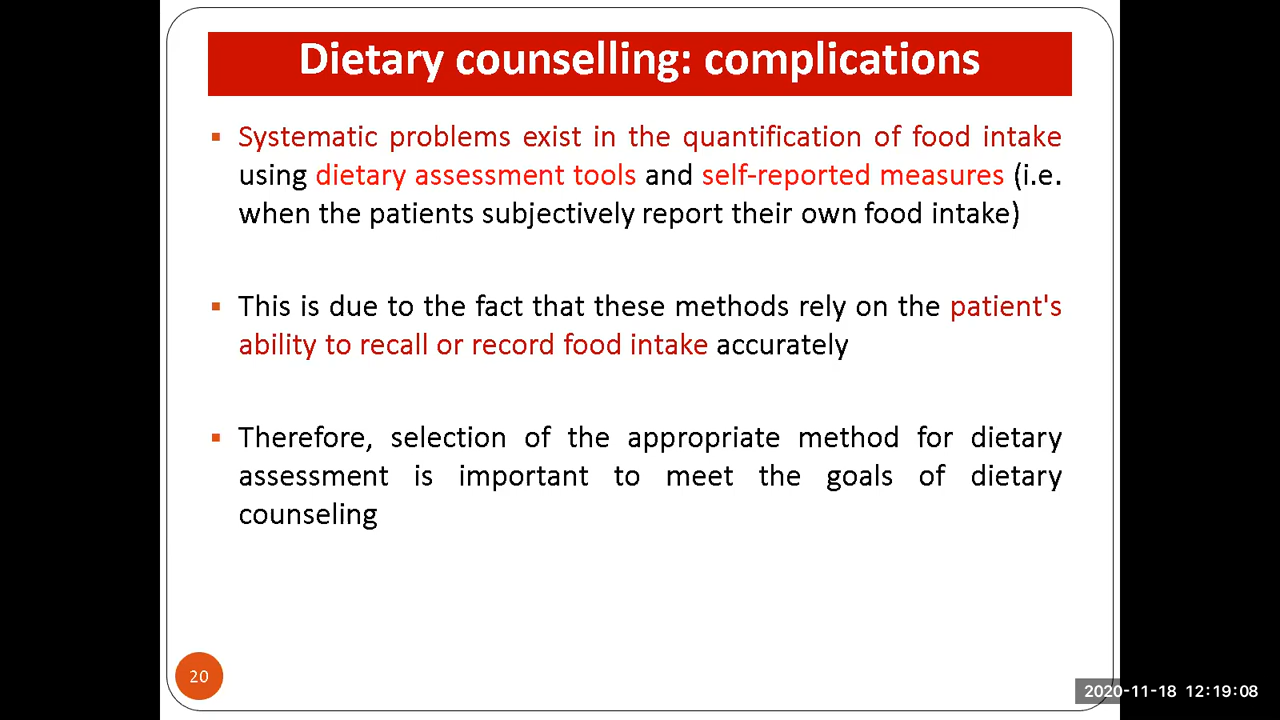 Dietary counselling: complications
▪ Systematic problems exist in the quantification of food intake
using dietary assessment tools and self-reported measures (i.e.
when the patients subjectively report their own food intake)
▪ This is due to the fact that these methods rely on the patient's
ability to recall or record food intake accurately
▪ Therefore, selection of the appropriate method for dietary
assessment is important to meet the goals of dietary
counseling
20
2020-11-18 12:19:08